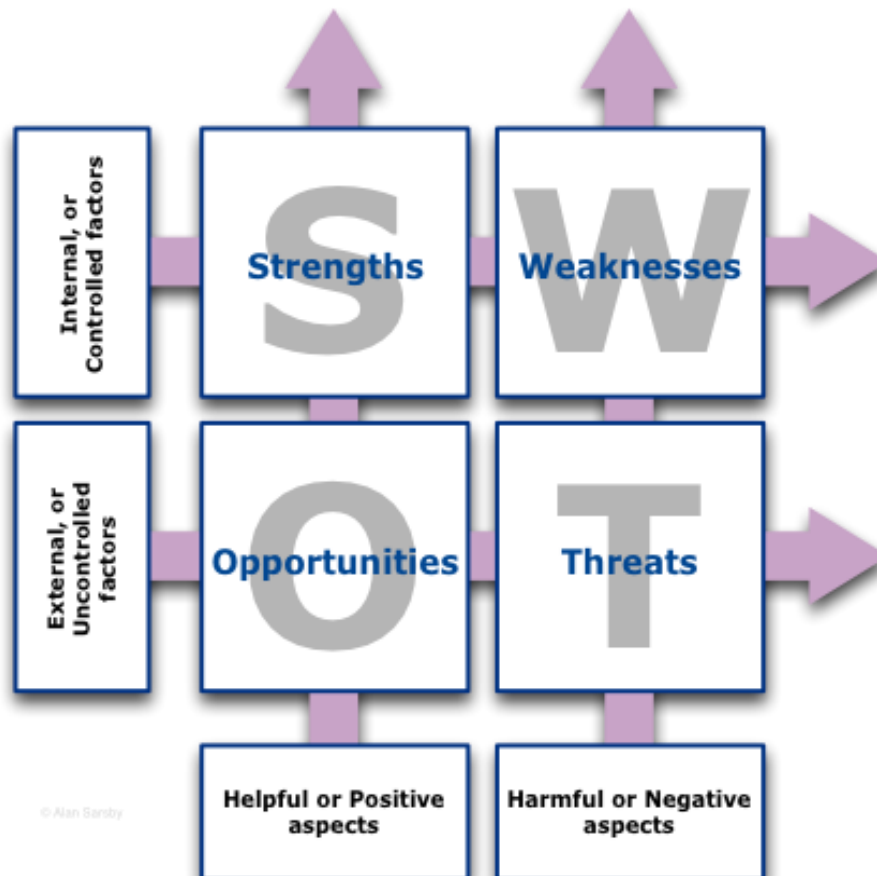 Internal, or
Controlled factors
S
Strengths
W
Weaknesses
External, or
Uncontrolled
factors
O
Opportunities
T
Threats
Helpful or Positive
aspects
Harmful or Negative
aspects
© Alan Sarsby